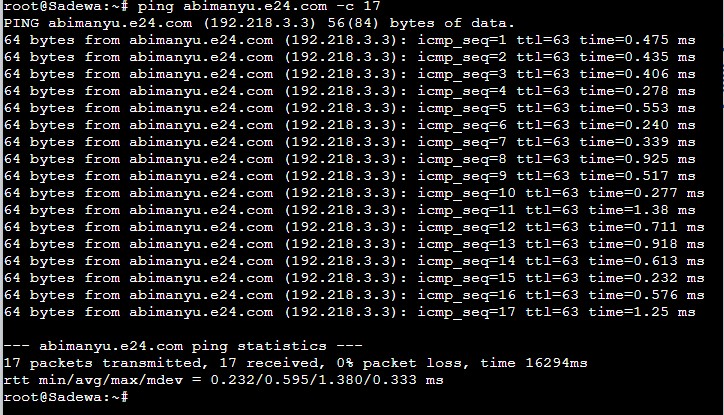 root@Sadewa:~# ping abimanyu.e24.com -c 17
PING abimanyu.e24.com (192.218.3.3) 56(84) bytes of data.
64 bytes from abimanyu.e24.com (192.218.3.3): icmp_seq=1 ttl=63 time=0.475 ms
64 bytes from abimanyu.e24.com (192.218.3.3): icmp_seq=2 ttl=63 time=0.435 ms
64 bytes from abimanyu.e24.com (192.218.3.3): icmp_seq=3 ttl=63 time=0.406 ms
64 bytes from abimanyu.e24.com (192.218.3.3): icmp_seq=4 ttl=63 time=0.278 ms
64 bytes from abimanyu.e24.com (192.218.3.3): icmp_seq=5 ttl=63 time=0.553 ms
64 bytes from abimanyu.e24.com (192.218.3.3): icmp_seq=6 ttl=63 time=0.240 ms
64 bytes from abimanyu.e24.com (192.218.3.3): icmp_seq=7 ttl=63 time=0.339 ms
64 bytes from abimanyu.e24.com (192.218.3.3): icmp_seq=8 ttl=63 time=0.925 ms
64 bytes from abimanyu.e24.com (192.218.3.3): icmp_seq=9 ttl=63 time=0.517 ms
64 bytes from abimanyu.e24.com (192.218.3.3): icmp_seq=10 ttl=63 time=0.277 ms
64 bytes from abimanyu.e24.com (192.218.3.3): icmp_seq=11 ttl=63 time=1.38 ms
64 bytes from abimanyu.e24.com (192.218.3.3): icmp_seq=12 ttl=63 time=0.711 ms
64 bytes from abimanyu.e24.com (192.218.3.3): icmp_seq=13 ttl=63 time=0.918 ms
64 bytes from abimanyu.e24.com (192.218.3.3): icmp_seq=14 ttl=63 time=0.613 ms
64 bytes from abimanyu.e24.com (192.218.3.3): icmp_seq=15 ttl=63 time=0.232 ms
64 bytes from abimanyu.e24.com (192.218.3.3): icmp_seq=16 ttl=63 time=0.576 ms
64 bytes from abimanyu.e24.com (192.218.3.3): icmp_seq=17 ttl=63 time=1.25 ms
--- abimanyu.e24.com ping statistics ---
17 packets transmitted, 17 received, 0% packet loss, time 16294ms
rtt min/avg/max/mdev = 0.232/0.595/1.380/0.333 ms
root@Sadewa:~#